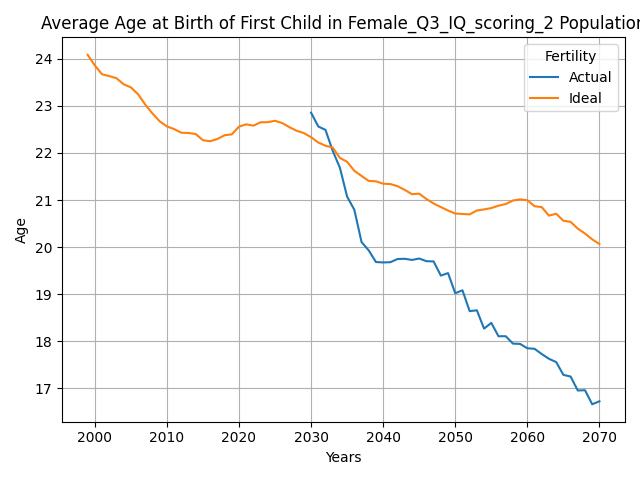 Average Age at Birth of First Child in Female_Q3_IQ_scoring_2 Population
Fertility
Actual
Ideal
Age
24
23
22
21
20
19
18
17
2000 2010 2020 2030 2040 2050 2060 2070
Years